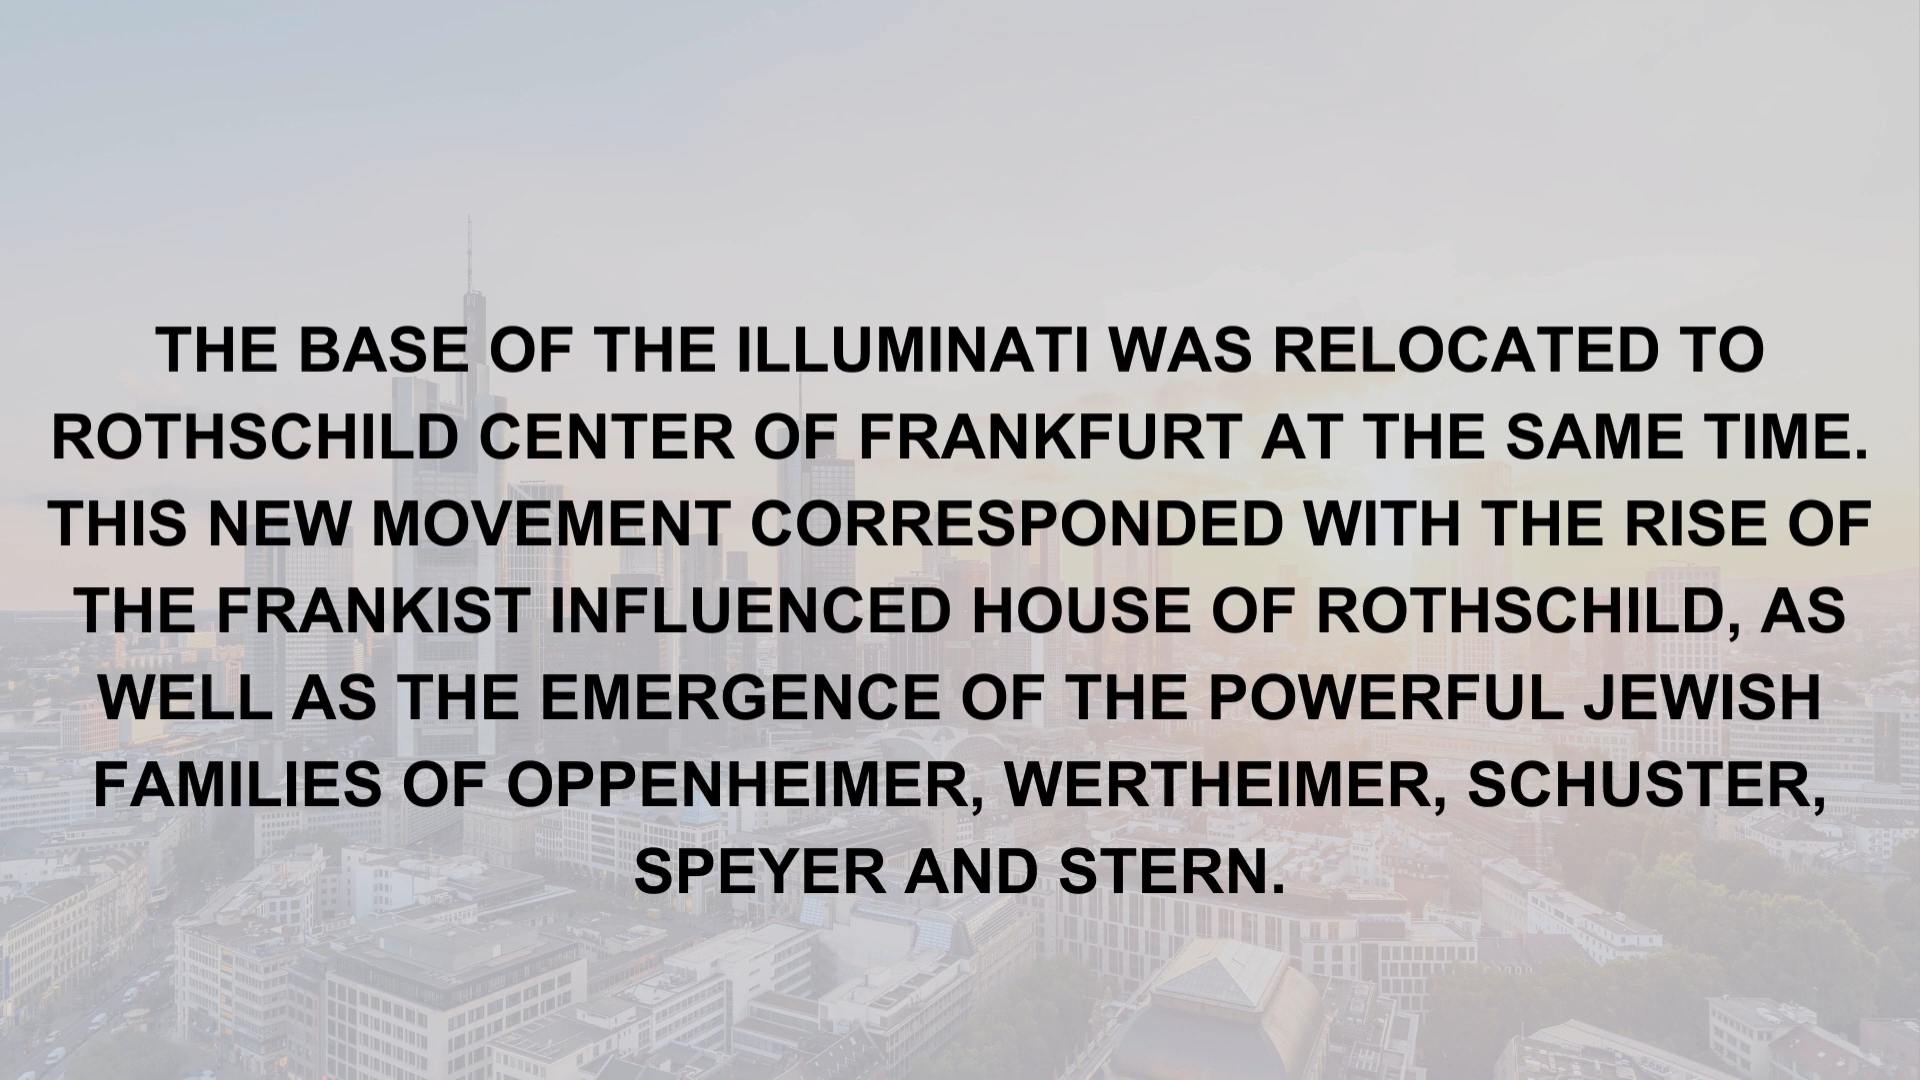 THE BASE OF THE ILLUMINATI WAS RELOCATED TO
ROTHSCHILD CENTER OF FRANKFURT AT THE SAME TIME.
THIS NEW MOVEMENT CORRESPONDED WITH THE RISE OF
THE FRANKIST INFLUENCED HOUSE OF ROTHSCHILD, AS
WELL AS THE EMERGENCE OF THE POWERFUL JEWISH
FAMILIES OF OPPENHEIMER, WERTHEIMER, SCHUSTER,
SPEYER AND STERN.